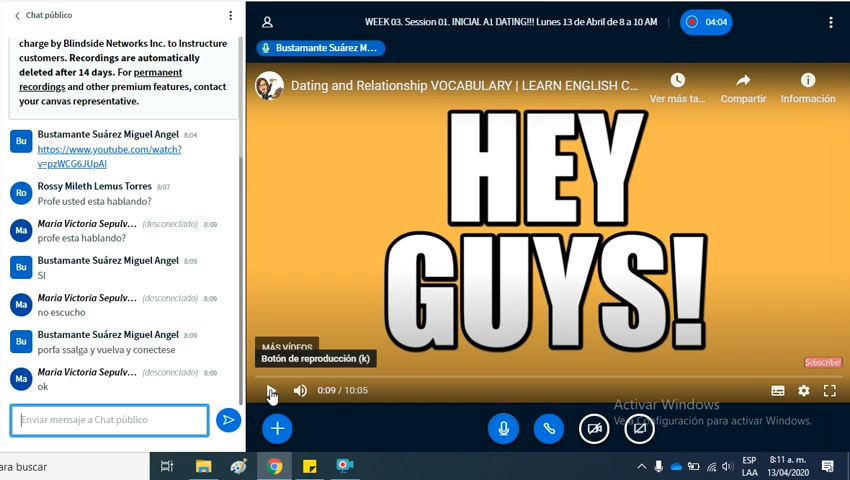 Chat público
charge by Blindside Networks Inc. to Instructure
customers. Recordings are automatically
deleted after 14 days. For permanent
recordings and other premium features, contact
your canvas representative.
Bu
Bustamante Suárez Miguel Angel 8:04
https://www.youtube.com/watch?
v=pzWCG6JUpAI
Ro
Rossy Mileth Lemus Torres 8:07
Profe usted esta hablando?
Ma
Maria Victoria Sepulv... (desconectado) 8:09
profe esta hablando?
Bu
Bustamante Suárez Miguel Angel 8:09
SI
Ma
Maria Victoria Sepulv... (desconectado) 8:09
no escucho
Bu
Bustamante Suárez Miguel Angel 8:09
porfa ssalga y vuelva y conectese
Ma
Maria Victoria Sepulv... (desconectado) 8:09
ok
Enviar mensaje a Chat público
WEEK 03. Session 01. INICIAL A1 DATING!!! Lunes 13 de Abril de 8 a 10 AM
04:04
Bustamante Suárez M...
Dating and Relationship VOCABULARY | LEARN ENGLISH C...
Ver más ta...
Compartir
Información
HEY
GUYS!
MÁS VÍDEOS
Botón de reproducción (k)
Subscribe!
0:09 / 10:05
Activar Windows
Ve a Configuración para activar Windows.
ara buscar
ESP
LAA
8:11 a. m.
13/04/2020